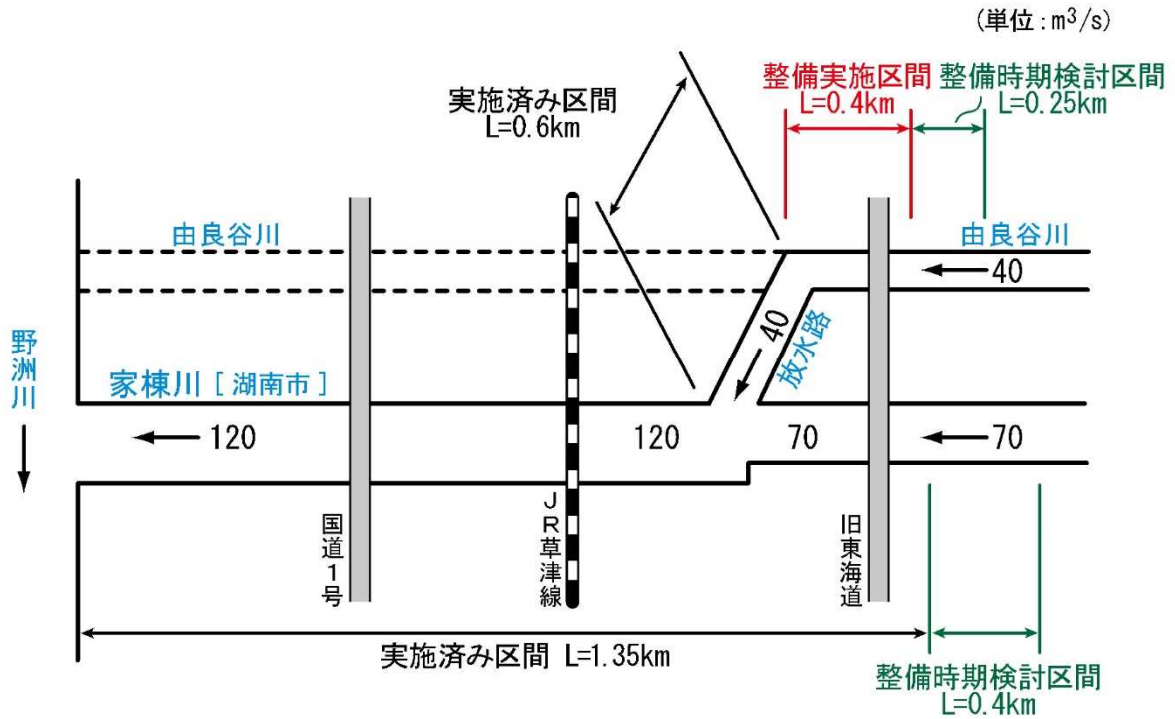 (単位:m³/s)
整備実施区間
L=0.4km
整備時期検討区間
L=0.25km
実施済み区間
L=0.6km
由良谷川
由良谷川
40
40
放水路
野洲川
家棟川 [ 湖南市 ]
120
120
70
70
国道1号
JR草津線
旧東海道
実施済み区間 L=1.35km
整備時期検討区間
L=0.4km